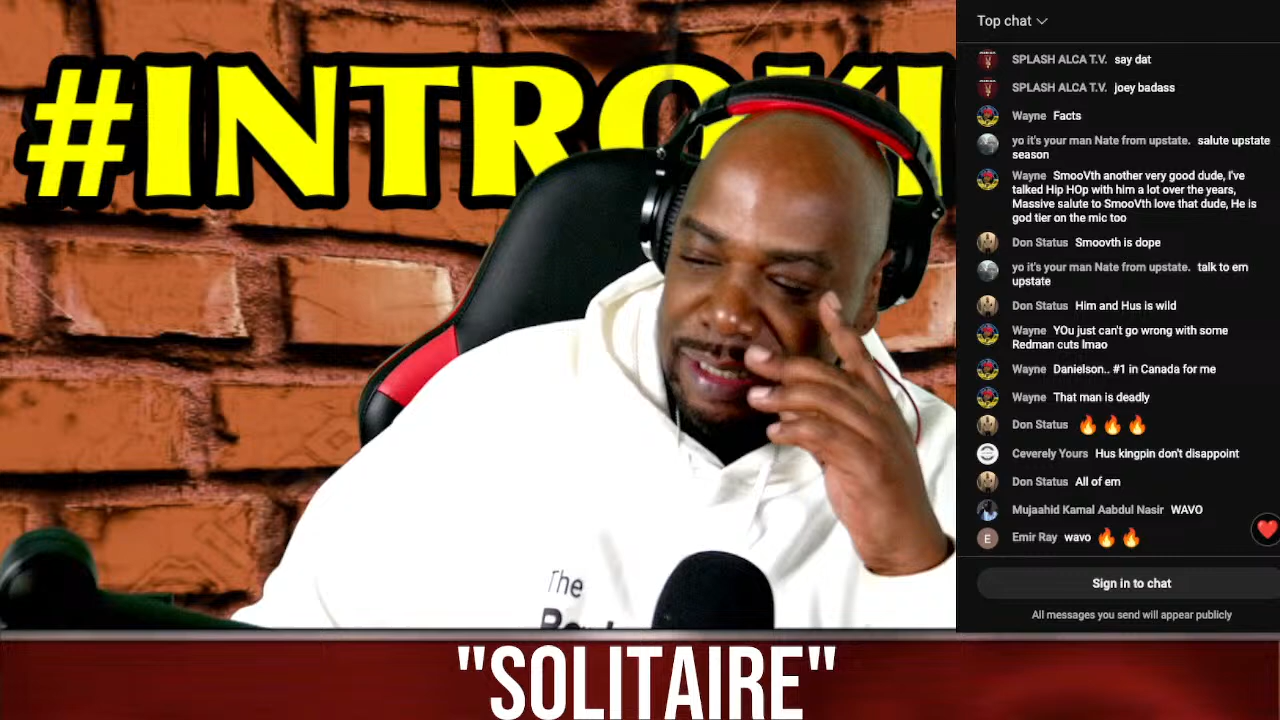 #INTROKI
The
"SOLITAIRE"
Top chat
SPLASH ALCA T.V. say dat
SPLASH ALCA T.V. joey badass
Wayne Facts
yo it's your man Nate from upstate. salute upstate
season
Wayne SmooVth another very good dude, I've
talked Hip HOp with him a lot over the years,
Massive salute to SmooVth love that dude, He is
god tier on the mic too
Don Status Smoovth is dope
yo it's your man Nate from upstate. talk to em
upstate
Don Status Him and Hus is wild
Wayne YOu just can't go wrong with some
Redman cuts lmao
Wayne Danielson.. #1 in Canada for me
Wayne That man is deadly
Don Status 🔥🔥🔥
Ceverely Yours Hus kingpin don't disappoint
Don Status All of em
Mujaahid Kamal Aabdul Nasir WAVO
E Emir Ray wavo 🔥🔥
Sign in to chat
All messages you send will appear publicly